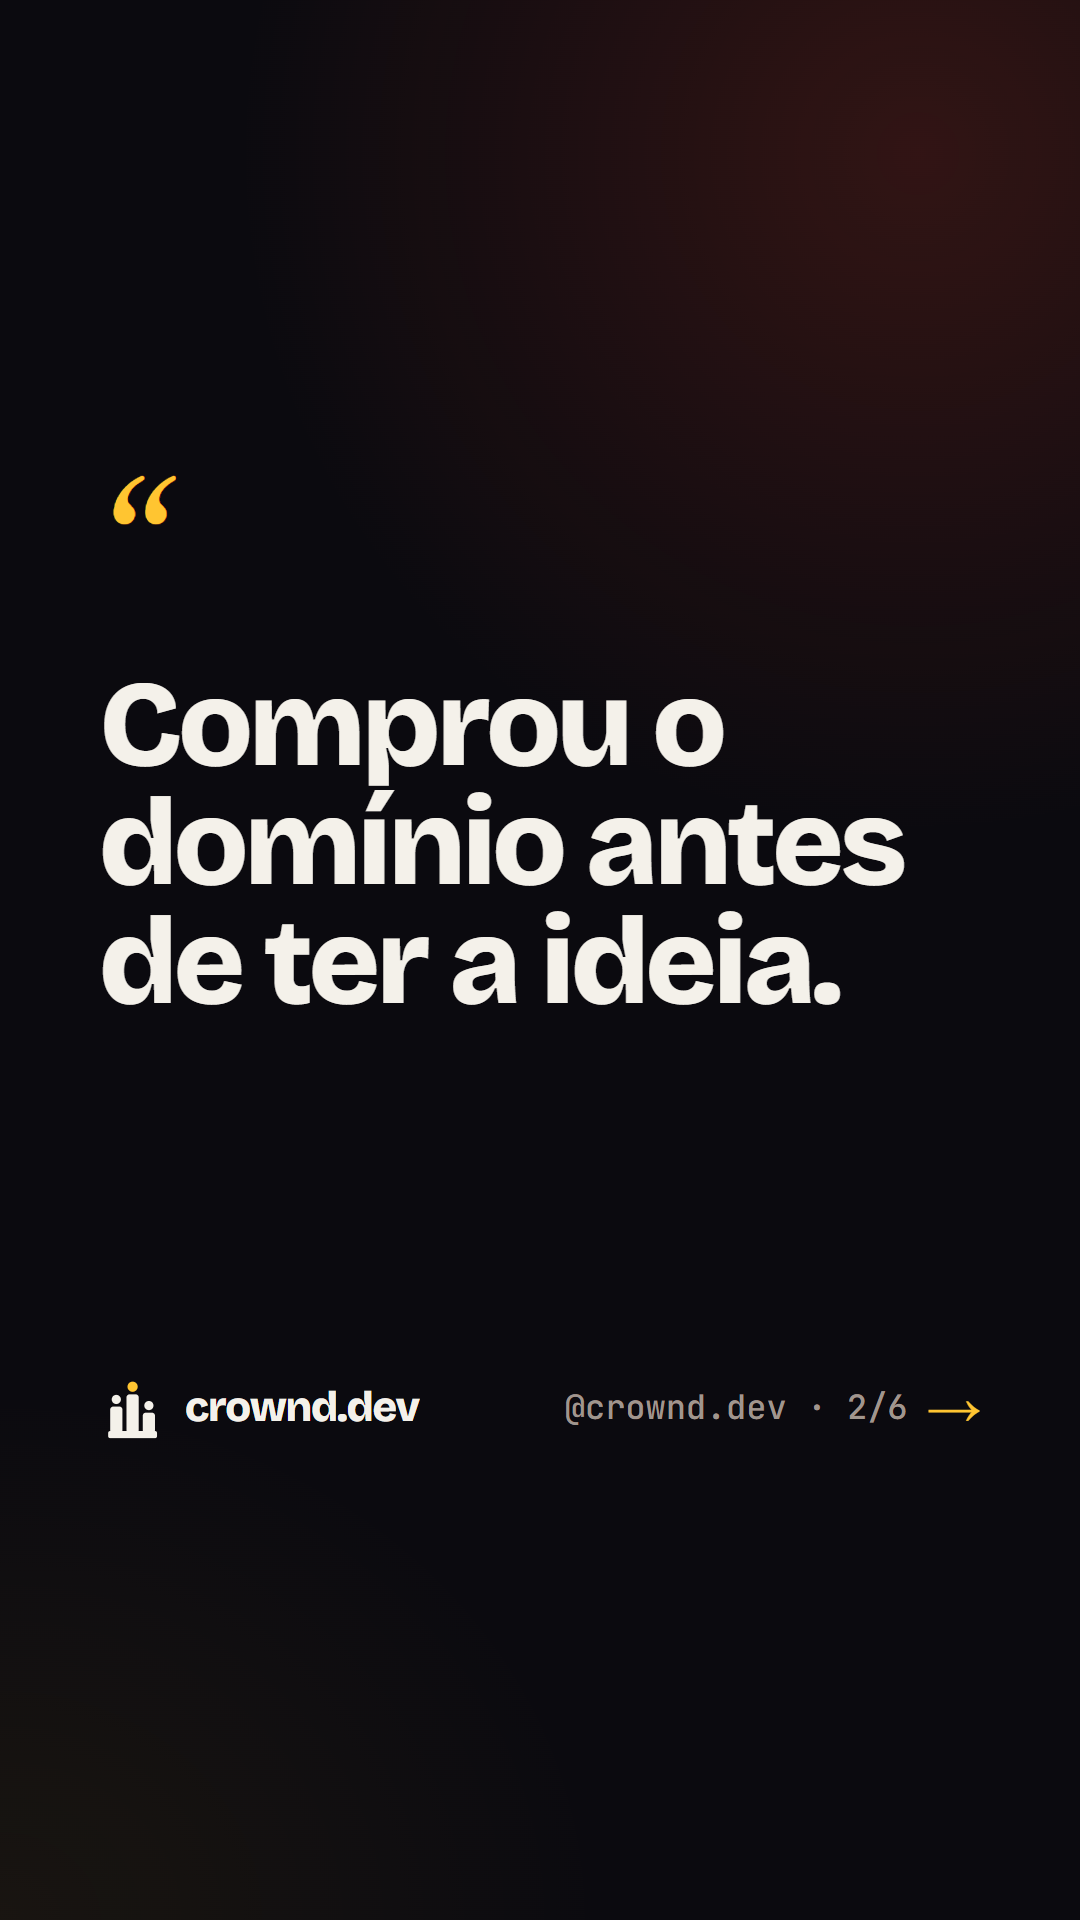 “
Comprou o
domínio antes
de ter a ideia.
crownd.dev
@crownd.dev · 2/6 →